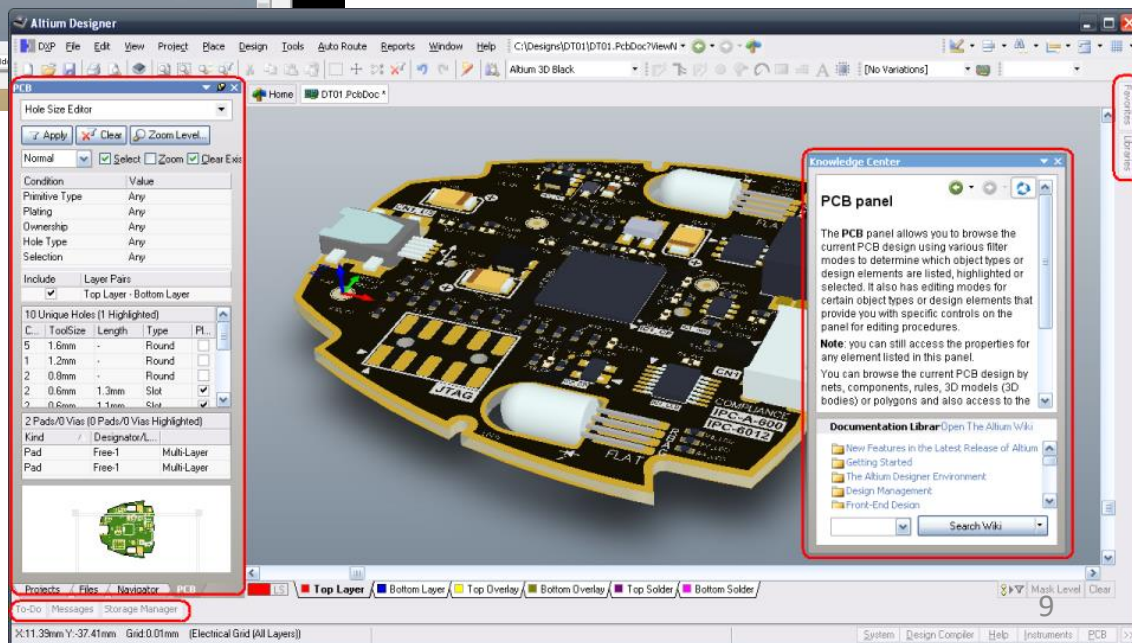 Altium Designer
DXP File Edit View Project Place Design Tools Auto Route Reports Window Help C:\Designs\DT01\DT01.PcbDoc?ViewN
Altium 3D Black [No Variations]
PCB
Home DT01.PcbDoc *
Favorites
Libraries
Hole Size Editor
Apply Clear Zoom Level...
Normal Select Zoom Clear Exis
Condition Value
Primitive Type Any
Plating Any
Ownership Any
Hole Type Any
Selection Any
Include Layer Pairs
Top Layer - Bottom Layer
10 Unique Holes (1 Highlighted)
C... ToolSize Length Type Pl...
5 1.6mm - Round
1 1.2mm - Round
2 0.8mm - Round
2 0.6mm 1.3mm Slot
2 0.6mm 1.1mm Slot
2 Pads/0 Vias (0 Pads/0 Vias Highlighted)
Kind / Designator/L...
Pad Free-1 Multi-Layer
Pad Free-1 Multi-Layer
Projects Files Navigator PCB
To-Do Messages Storage Manager
FLAT
JTAG
CN1
COMPLIANCE
IPC-A-600
IPC-6012
FLAT
Knowledge Center
PCB panel
The PCB panel allows you to browse the
current PCB design using various filter
modes to determine which object types or
design elements are listed, highlighted or
selected. It also has editing modes for
certain object types or design elements that
provide you with specific controls on the
panel for editing procedures.
Note: you can still access the properties for
any element listed in this panel.
You can browse the current PCB design by
nets, components, rules, 3D models (3D
bodies) or polygons and also access to the
Documentation Librar Open The Altium Wiki
New Features in the Latest Release of Altium
Getting Started
The Altium Designer Environment
Design Management
Front-End Design
Search Wiki
LS Top Layer Bottom Layer Top Overlay Bottom Overlay Top Solder Bottom Solder Mask Level Clear
9
X:11.39mm Y:-37.41mm Grid:0.01mm (Electrical Grid (All Layers)) System Design Compiler Help Instruments PCB